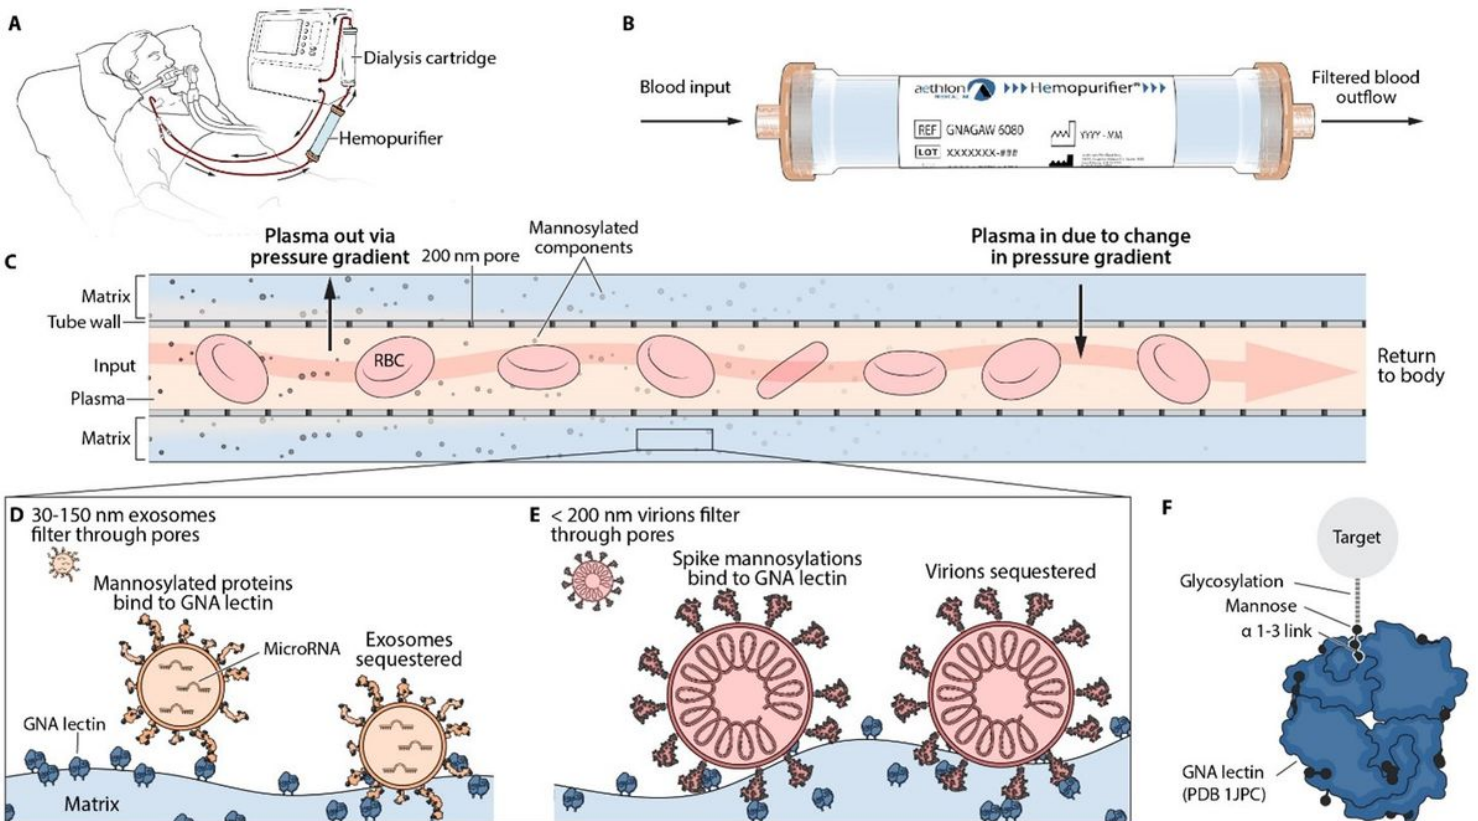 A
Dialysis cartridge
Hemopurifier
B
Blood input
aethlon
Hemopurifier®
REF GNAGAW 6080
LOT XXXXXXX-###
YYYY-MM
Filtered blood
outflow
C
Plasma out via
pressure gradient
200 nm pore
Mannosylated
components
Plasma in due to change
in pressure gradient
Matrix
Tube wall
Input
RBC
Plasma
Matrix
Return
to body
D 30-150 nm exosomes
filter through pores
Mannosylated proteins
bind to GNA lectin
MicroRNA
Exosomes
sequestered
GNA lectin
Matrix
E < 200 nm virions filter
through pores
Spike mannosylations
bind to GNA lectin
Virions sequestered
F
Target
Glycosylation
Mannose
α 1-3 link
GNA lectin
(PDB 1JPC)